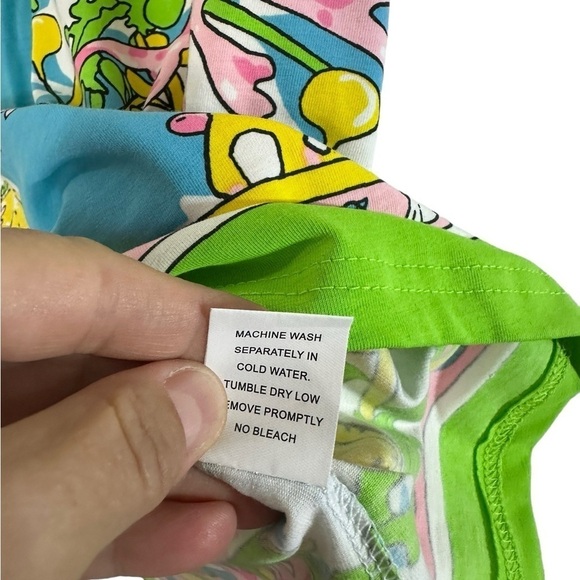 MACHINE WASH
SEPARATELY IN
COLD WATER.
TUMBLE DRY LOW
EMOVE PROMPTLY
NO BLEACH